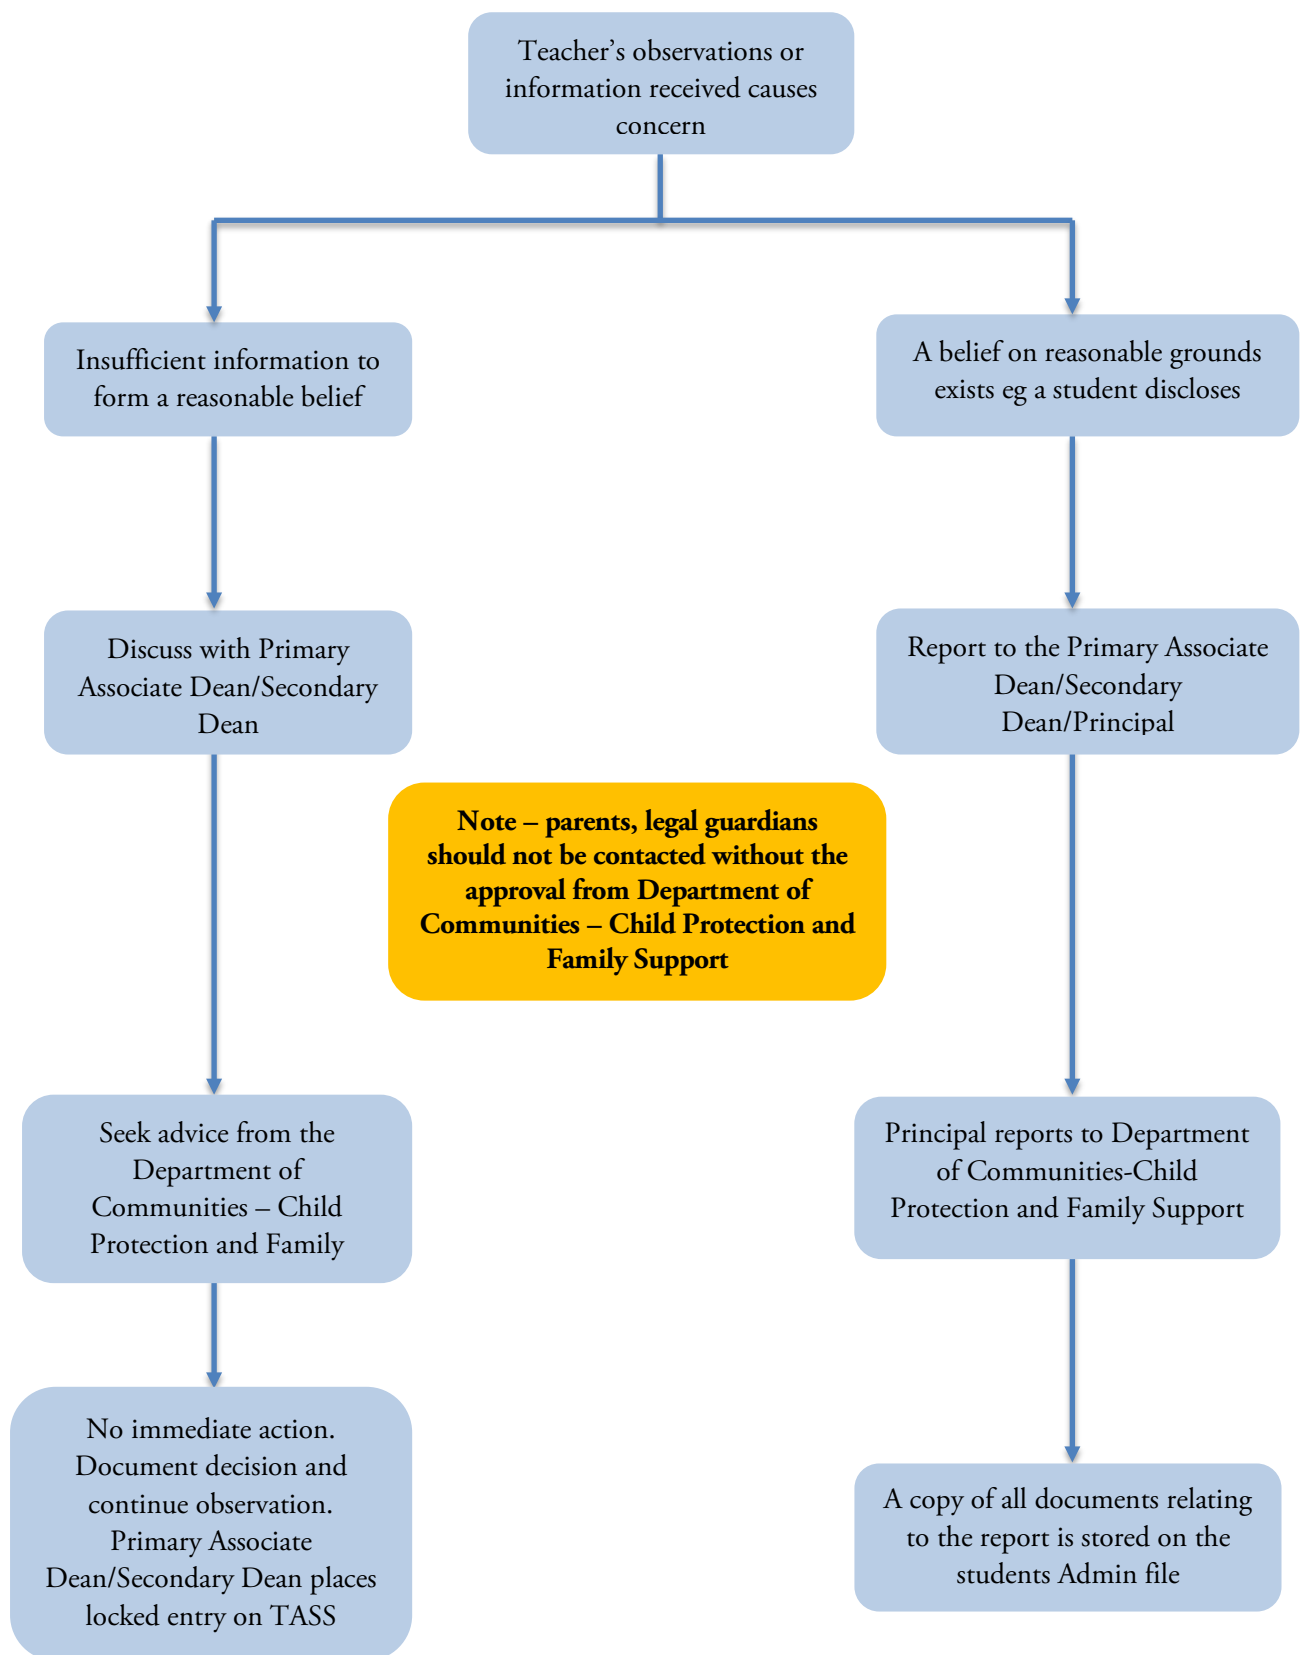 Teacher’s observations or
information received causes
concern
Insufficient information to
form a reasonable belief
A belief on reasonable grounds
exists eg a student discloses
Discuss with Primary
Associate Dean/Secondary
Dean
Report to the Primary Associate
Dean/Secondary
Dean/Principal
Note – parents, legal guardians
should not be contacted without the
approval from Department of
Communities – Child Protection and
Family Support
Seek advice from the
Department of
Communities – Child
Protection and Family
Principal reports to Department
of Communities-Child
Protection and Family Support
No immediate action.
Document decision and
continue observation.
Primary Associate
Dean/Secondary Dean places
locked entry on TASS
A copy of all documents relating
to the report is stored on the
students Admin file